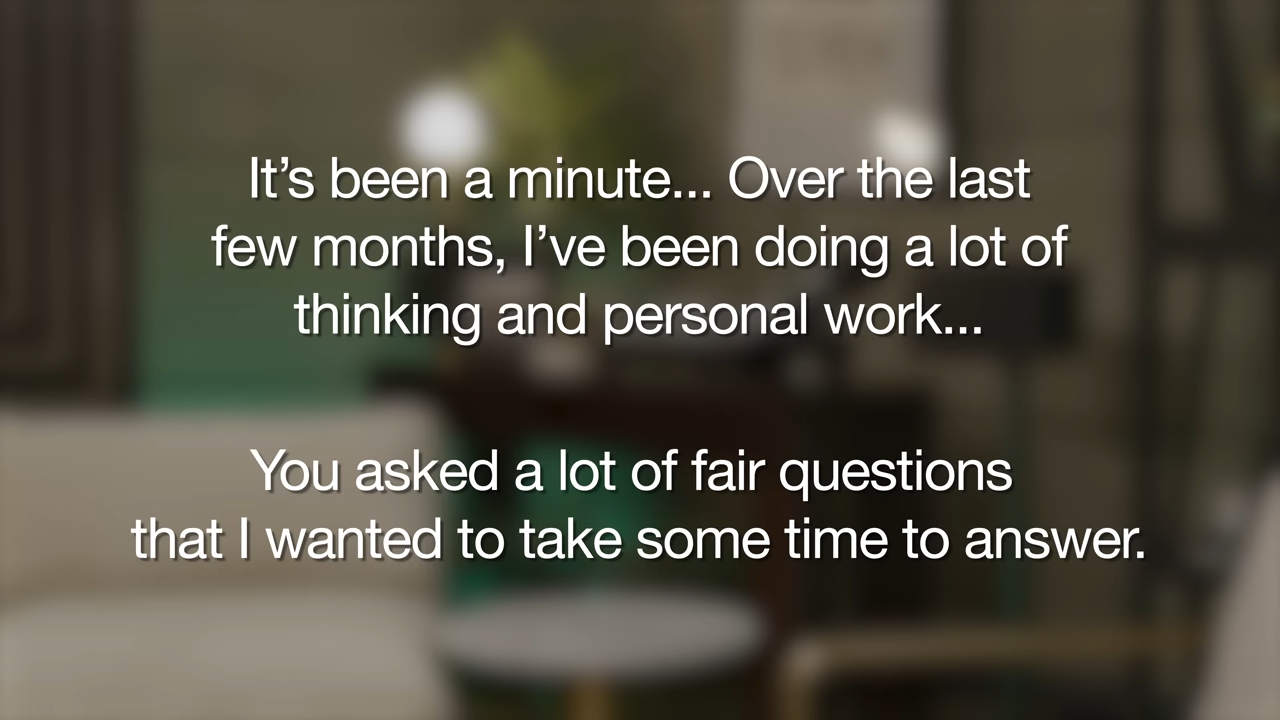 It’s been a minute... Over the last
few months, I’ve been doing a lot of
thinking and personal work...
You asked a lot of fair questions
that I wanted to take some time to answer.